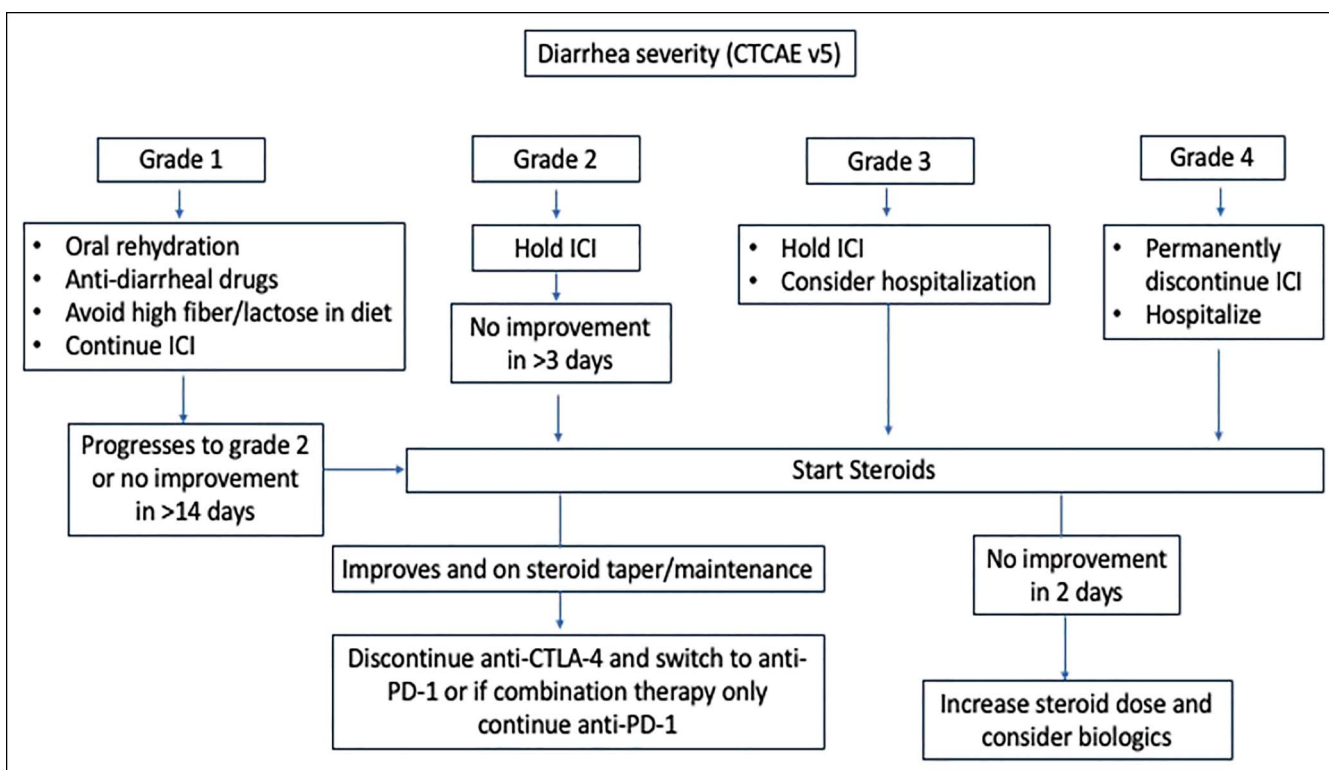 Diarrhea severity (CTCAE v5)
Grade 1
Grade 2
Grade 3
Grade 4
• Oral rehydration
• Anti-diarrheal drugs
• Avoid high fiber/lactose in diet
• Continue ICI
Hold ICI
• Hold ICI
• Consider hospitalization
• Permanently
discontinue ICI
• Hospitalize
No improvement
in >3 days
Progresses to grade 2
or no improvement
in >14 days
Start Steroids
Improves and on steroid taper/maintenance
No improvement
in 2 days
Discontinue anti-CTLA-4 and switch to anti-
PD-1 or if combination therapy only
continue anti-PD-1
Increase steroid dose and
consider biologics